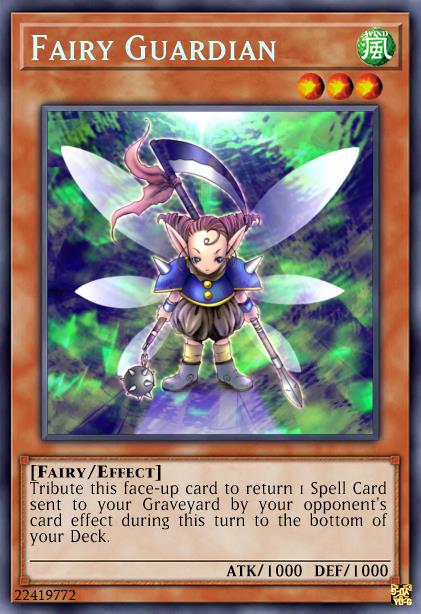 Fairy Guardian
WIND
風
[Fairy/Effect]
Tribute this face-up card to return 1 Spell Card
sent to your Graveyard by your opponent's
card effect during this turn to the bottom of
your Deck.
ATK/1000 DEF/1000
22419772